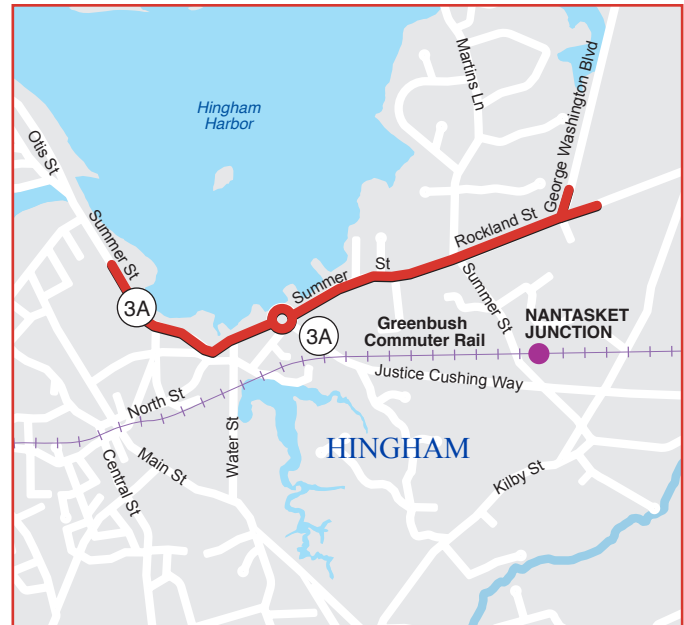 Martins Ln
George Washington Blvd
Hingham
Harbor
Otis St
Summer St
Rockland St
Summer
St
Summer St
3A
3A
NANTASKET
JUNCTION
Greenbush
Commuter Rail
Justice Cushing Way
North St
Water St
HINGHAM
Main St
Central St
Kilby St